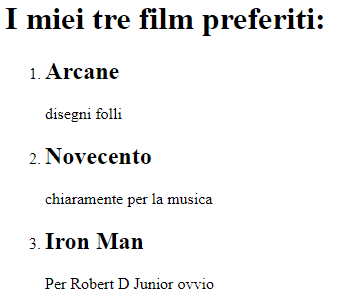 I miei tre film preferiti:
1. Arcane
disegni folli
2. Novecento
chiaramente per la musica
3. Iron Man
Per Robert D Junior ovvio